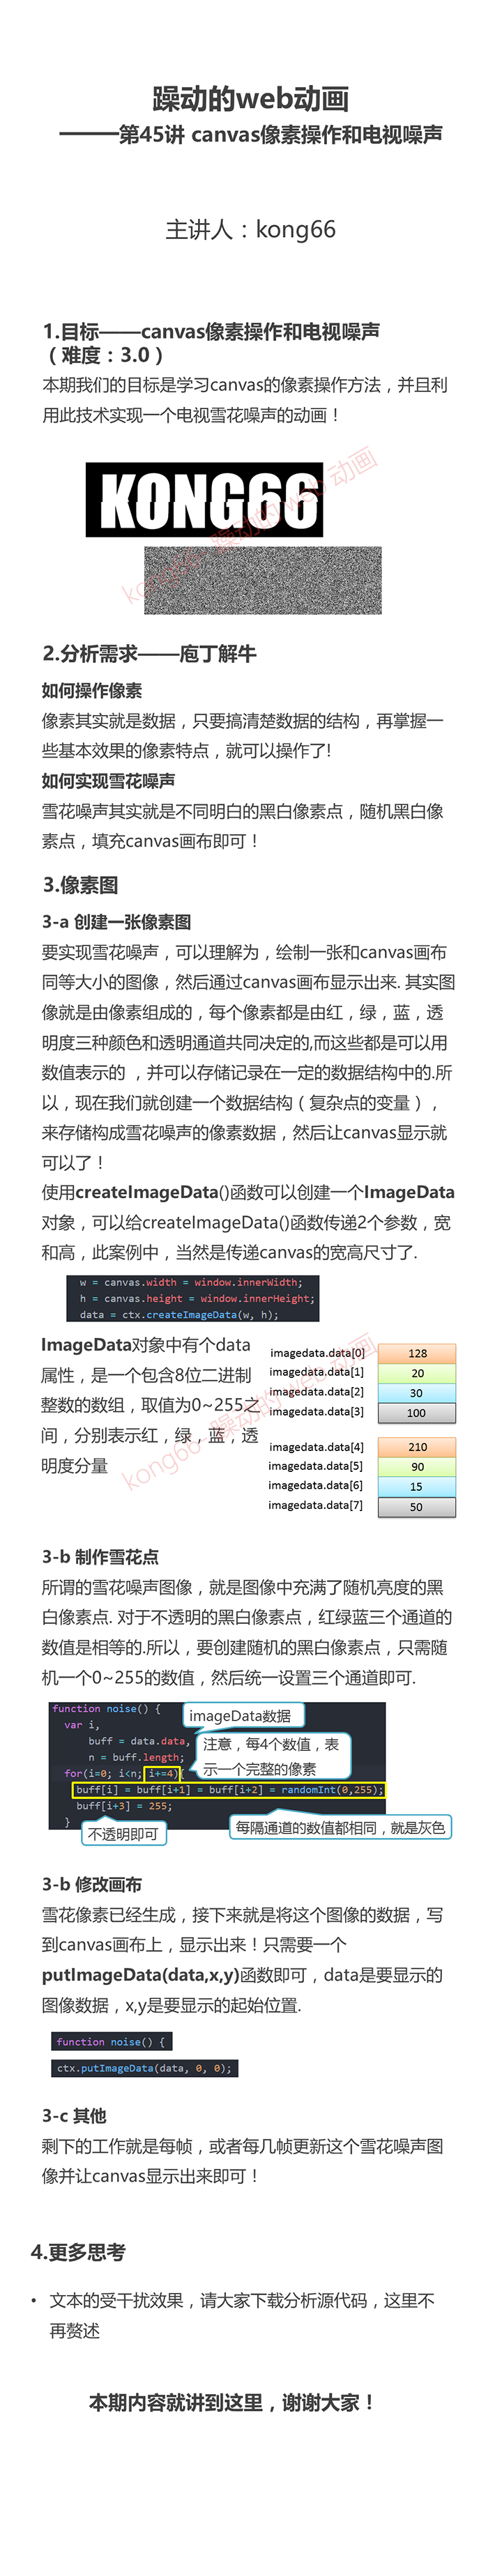 躁动的web动画
———第45讲 canvas像素操作和电视噪声
主讲人：kong66
1.目标——canvas像素操作和电视噪声
（难度：3.0）
本期我们的目标是学习canvas的像素操作方法，并且利
用此技术实现一个电视雪花噪声的动画！
KONG66
kong66-躁动的 web 动画
2.分析需求——庖丁解牛
如何操作像素
像素其实就是数据，只要搞清楚数据的结构，再掌握一
些基本效果的像素特点，就可以操作了!
如何实现雪花噪声
雪花噪声其实就是不同明白的黑白像素点，随机黑白像
素点，填充canvas画布即可！
3.像素图
3-a 创建一张像素图
要实现雪花噪声，可以理解为，绘制一张和canvas画布
同等大小的图像，然后通过canvas画布显示出来. 其实图
像就是由像素组成的，每个像素都是由红，绿，蓝，透
明度三种颜色和透明通道共同决定的,而这些都是可以用
数值表示的 ，并可以存储记录在一定的数据结构中的.所
以，现在我们就创建一个数据结构（复杂点的变量），
来存储构成雪花噪声的像素数据，然后让canvas显示就
可以了！
使用createImageData()函数可以创建一个ImageData
对象，可以给createImageData()函数传递2个参数，宽
和高，此案例中，当然是传递canvas的宽高尺寸了.
w = canvas.width = window.innerWidth;
h = canvas.height = window.innerHeight;
data = ctx.createImageData(w, h);
ImageData对象中有个data
属性，是一个包含8位二进制
整数的数组，取值为0~255之
间，分别表示红，绿，蓝，透
明度分量
imagedata.data[0] 128
imagedata.data[1] 20
imagedata.data[2] 30
imagedata.data[3] 100
imagedata.data[4] 210
imagedata.data[5] 90
imagedata.data[6] 15
imagedata.data[7] 50
kong66-躁动的 web 动画
3-b 制作雪花点
所谓的雪花噪声图像，就是图像中充满了随机亮度的黑
白像素点. 对于不透明的黑白像素点，红绿蓝三个通道的
数值是相等的.所以，要创建随机的黑白像素点，只需随
机一个0~255的数值，然后统一设置三个通道即可.
function noise() {
var i,
buff = data.data,
n = buff.length;
for(i=0; i<n; i+=4){
buff[i] = buff[i+1] = buff[i+2] = randomInt(0,255);
buff[i+3] = 255;
}
imageData数据
注意，每4个数值，表
示一个完整的像素
不透明即可
每隔通道的数值都相同，就是灰色
3-b 修改画布
雪花像素已经生成，接下来就是将这个图像的数据，写
到canvas画布上，显示出来！只需要一个
putImageData(data,x,y)函数即可，data是要显示的
图像数据，x,y是要显示的起始位置.
function noise() {
ctx.putImageData(data, 0, 0);
3-c 其他
剩下的工作就是每帧，或者每几帧更新这个雪花噪声图
像并让canvas显示出来即可！
4.更多思考
• 文本的受干扰效果，请大家下载分析源代码，这里不
再赘述
本期内容就讲到这里，谢谢大家！